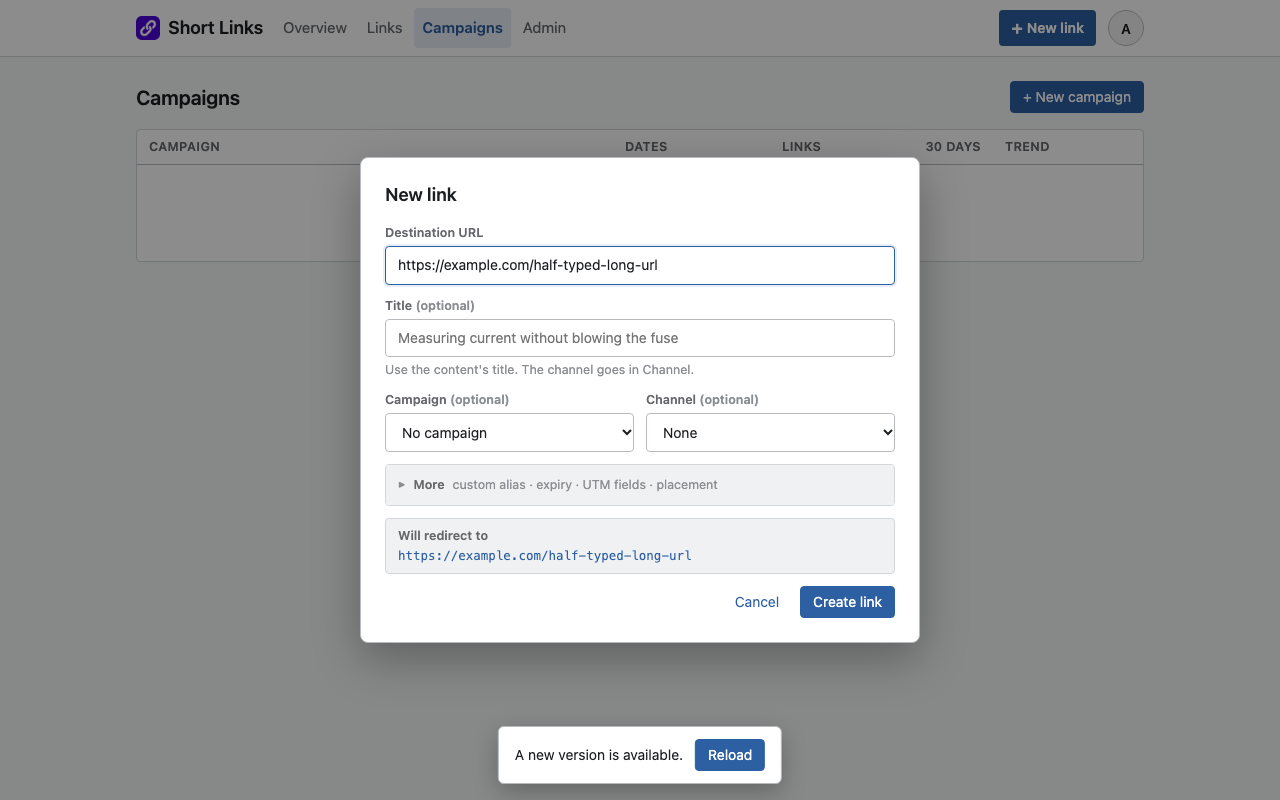 Short Links Overview Links Campaigns Admin + New link A
Campaigns + New campaign
CAMPAIGN DATES LINKS 30 DAYS TREND
New link
Destination URL
https://example.com/half-typed-long-url
Title (optional)
Measuring current without blowing the fuse
Use the content's title. The channel goes in Channel.
Campaign (optional) Channel (optional)
No campaign None
More custom alias · expiry · UTM fields · placement
Will redirect to
https://example.com/half-typed-long-url
Cancel Create link
A new version is available. Reload